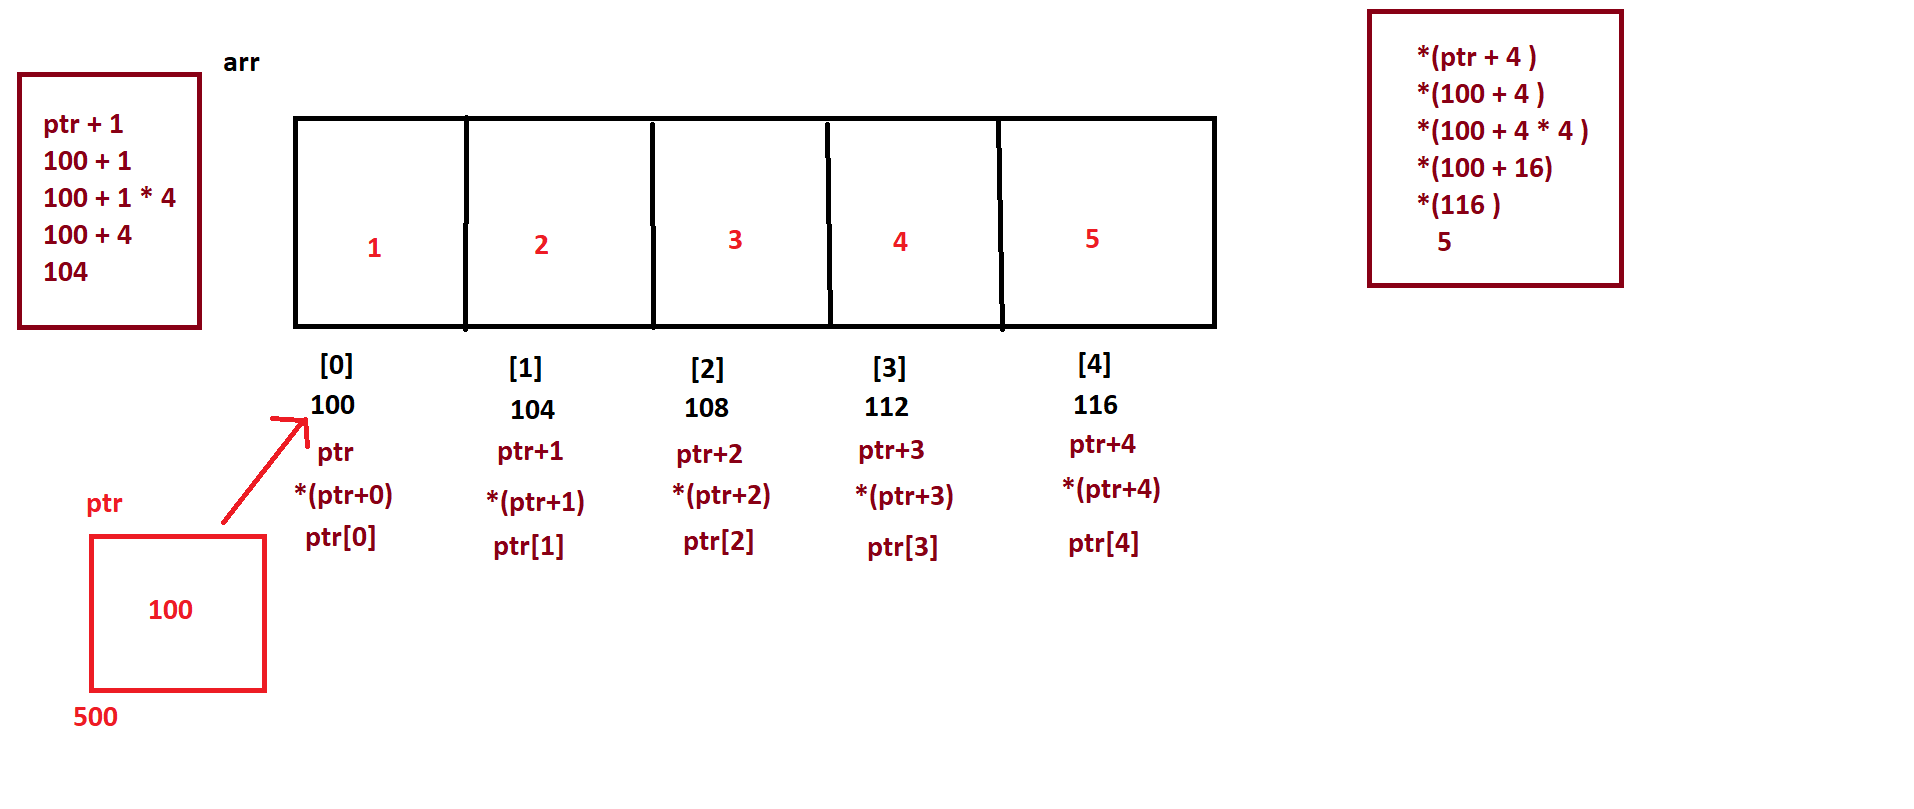 arr
ptr + 1
100 + 1
100 + 1 * 4
100 + 4
104
*(ptr + 4 )
*(100 + 4 )
*(100 + 4 * 4 )
*(100 + 16)
*(116 )
5
1 2 3 4 5
[0] [1] [2] [3] [4]
100 104 108 112 116
ptr ptr+1 ptr+2 ptr+3 ptr+4
*(ptr+0) *(ptr+1) *(ptr+2) *(ptr+3) *(ptr+4)
ptr[0] ptr[1] ptr[2] ptr[3] ptr[4]
ptr
100
500